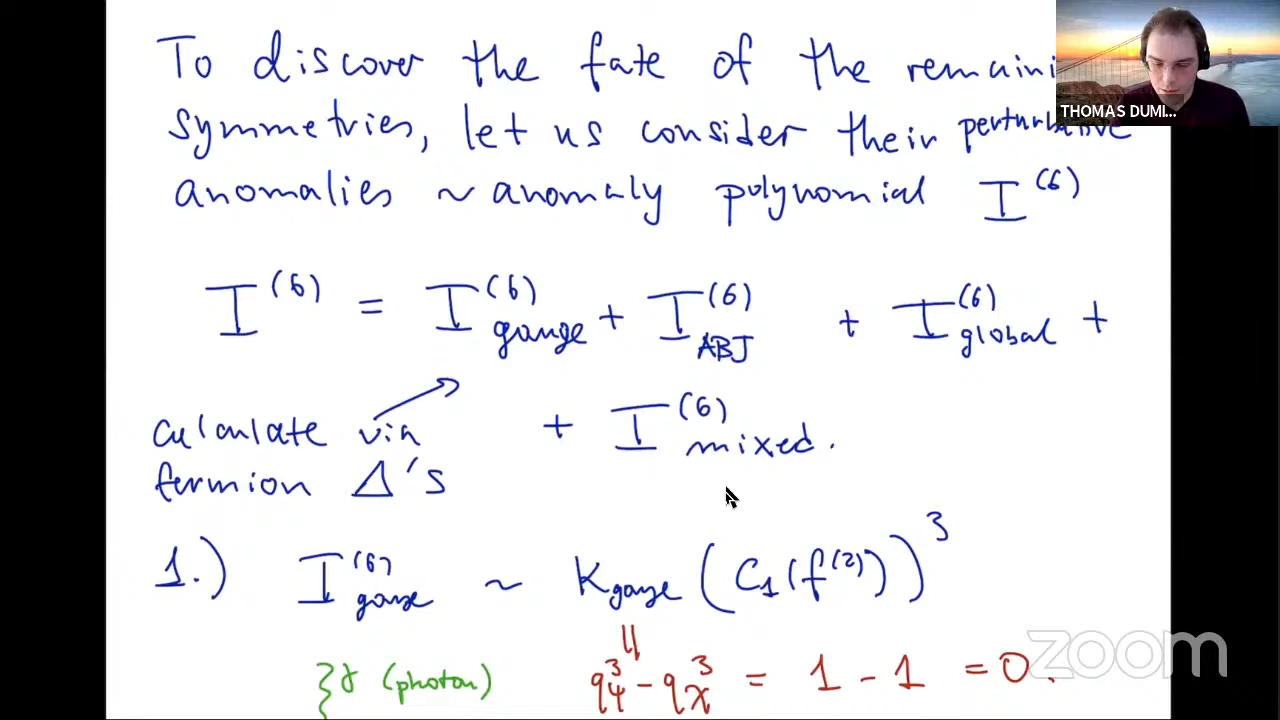 To discover the fate of the remaini
symmetries, let us consider their perturbative
anomalies ~ anomaly polynomial I^(6)
I^(6) = I^(6)_gauge + I^(6)_ABJ + I^(6)_global +
+ I^(6)_mixed.
Calculate via
fermion Δ's
1.) I^(6)_gauge ~ K_gauge (C_1(f^(2)))^3
γ (photon) q_ψ^3 - q_χ^3 = 1 - 1 = 0.
THOMAS DUMI...
zoom